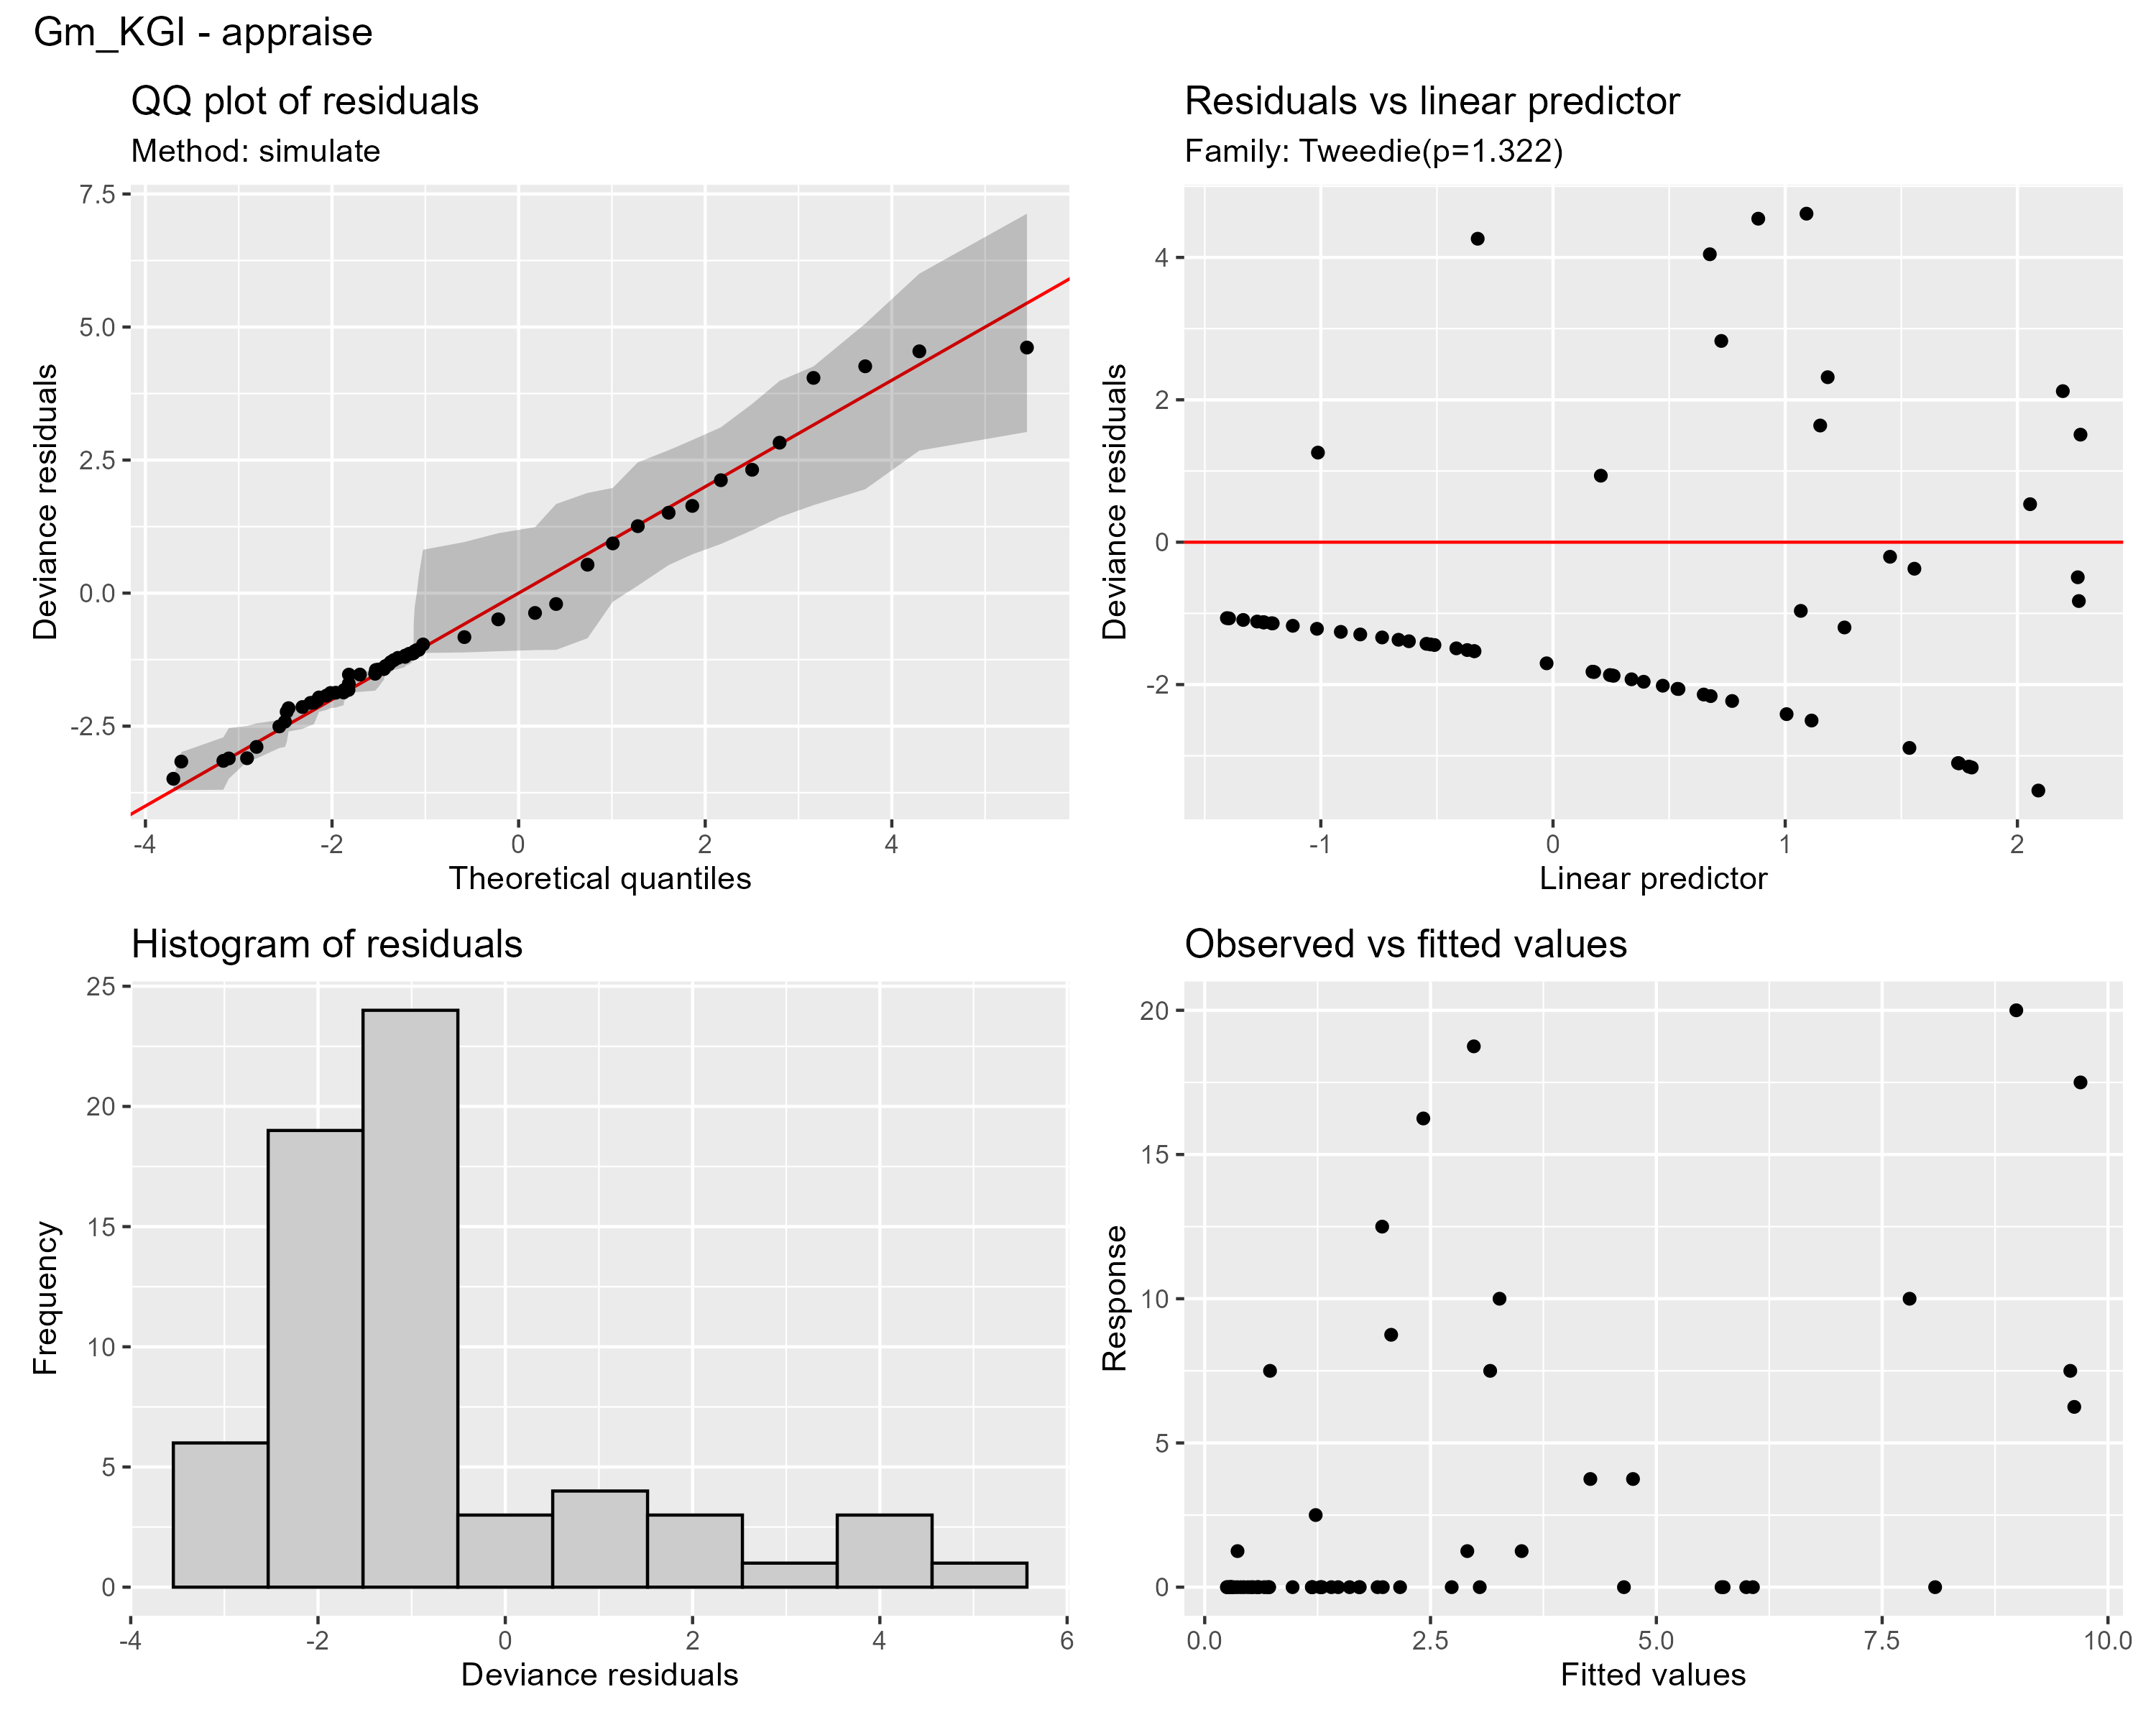 Gm_KGI - appraise
QQ plot of residuals
Method: simulate
7.5
5.0
2.5
0.0
-2.5
-4
-2
0
2
4
Theoretical quantiles
Deviance residuals
Residuals vs linear predictor
Family: Tweedie(p=1.322)
4
2
0
-2
-1
0
1
2
Linear predictor
Deviance residuals
Histogram of residuals
25
20
15
10
5
0
-4
-2
0
2
4
6
Deviance residuals
Frequency
Observed vs fitted values
20
15
10
5
0
0.0
2.5
5.0
7.5
10.0
Fitted values
Response